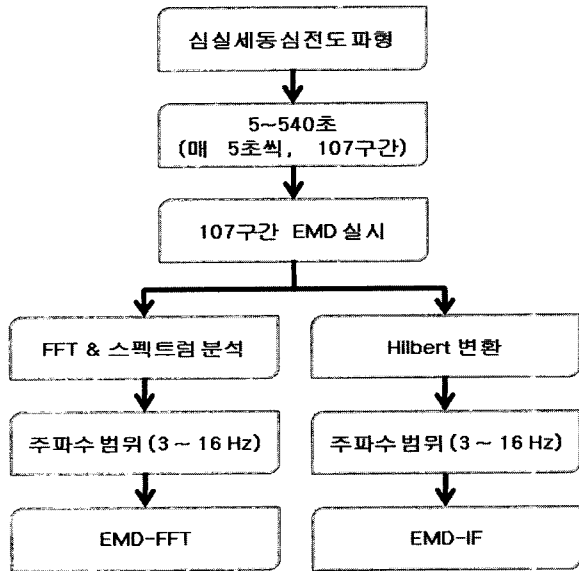 심실세동심전도 파형
5~540초
(매 5초씩, 107구간)
107구간 EMD 실시
FFT & 스펙트럼 분석
Hilbert 변환
주파수 범위 (3 ~ 16 Hz)
주파수 범위 (3 ~ 16 Hz)
EMD-FFT
EMD-IF